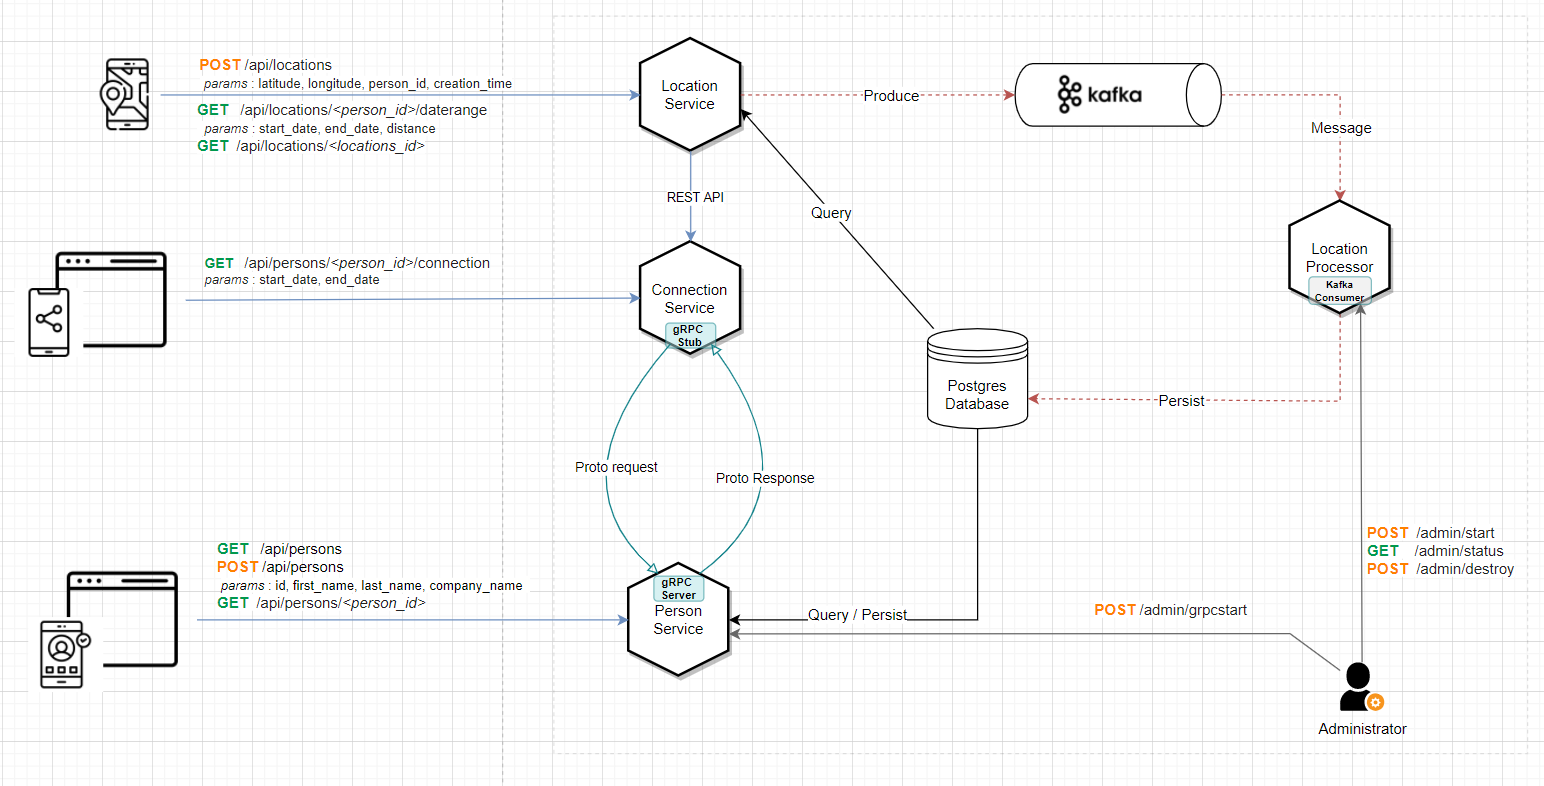 POST /api/locations
params : latitude, longitude, person_id, creation_time
GET /api/locations/<person_id>/daterange
params : start_date, end_date, distance
GET /api/locations/<locations_id>
Location
Service
Produce
kafka
Message
REST API
Query
Location
Processor
Kafka
Consumer
GET /api/persons/<person_id>/connection
params : start_date, end_date
Connection
Service
gRPC
Stub
Postgres
Database
Persist
Proto request
Proto Response
GET /api/persons
POST /api/persons
params : id, first_name, last_name, company_name
GET /api/persons/<person_id>
gRPC
Server
Person
Service
Query / Persist
POST /admin/start
GET /admin/status
POST /admin/destroy
POST /admin/grpcstart
Administrator